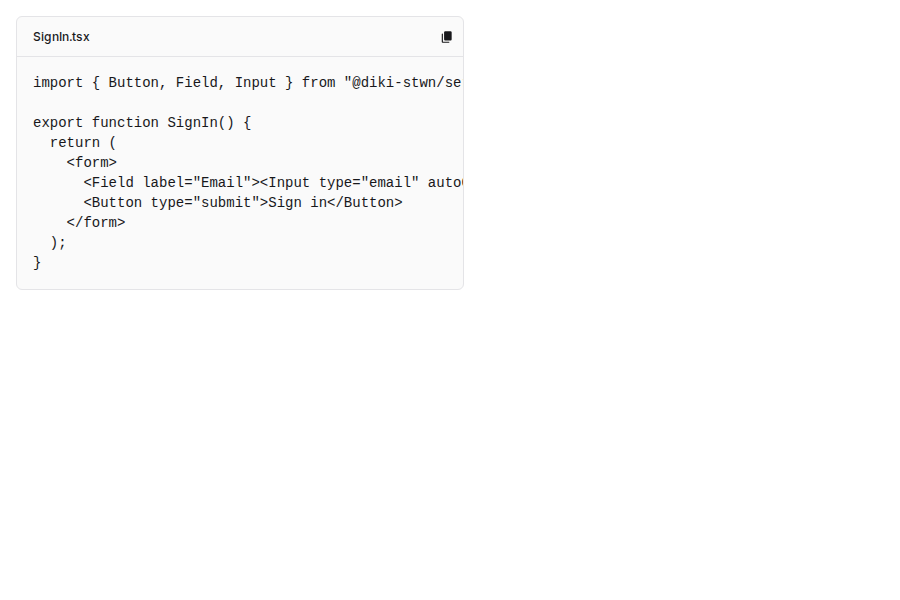 SignIn.tsx
import { Button, Field, Input } from "@diki-stwn/se

export function SignIn() {
  return (
    <form>
      <Field label="Email"><Input type="email" auto
      <Button type="submit">Sign in</Button>
    </form>
  );
}